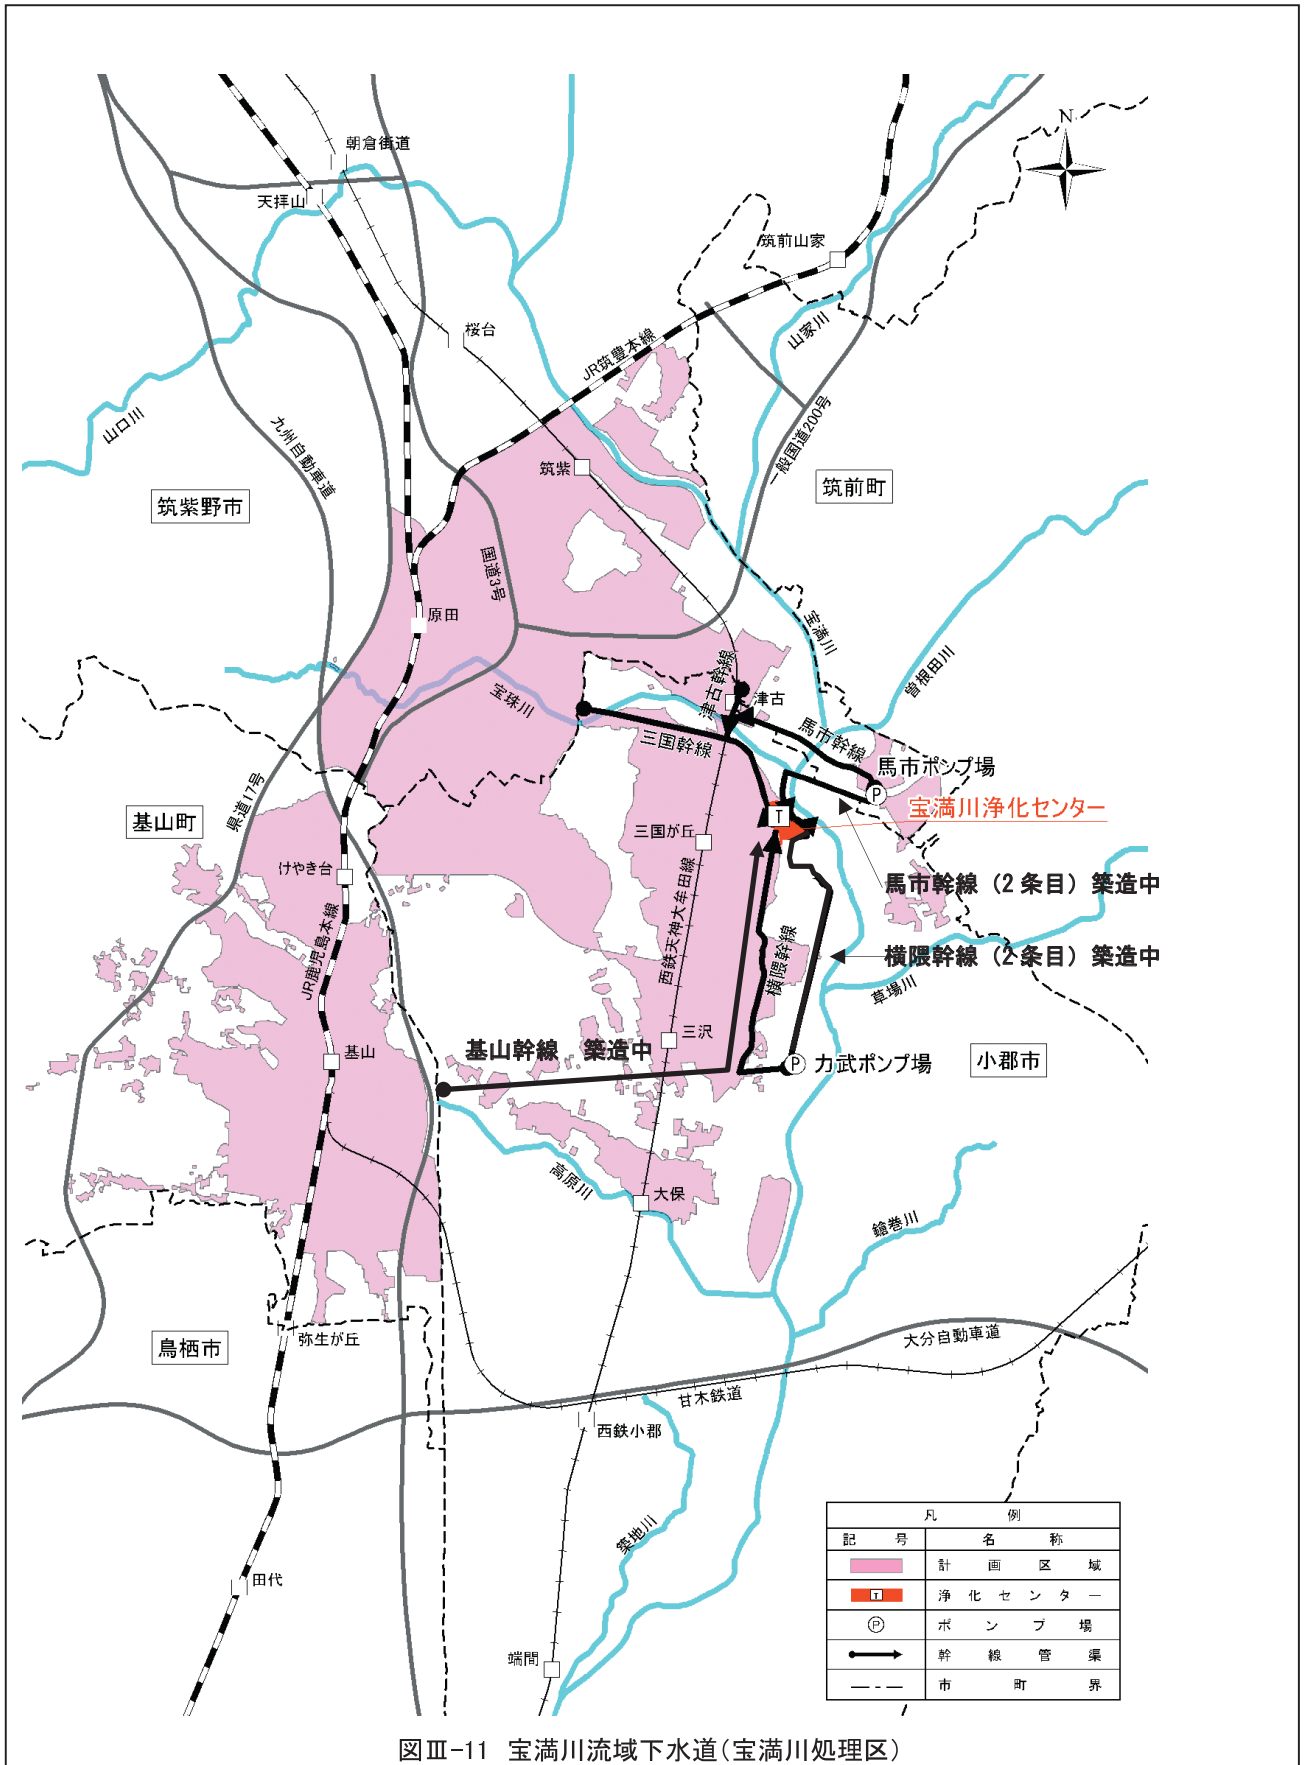 N
朝倉街道
天拝山
筑前山家
桜台
山家川
JR筑豊本線
山口川
九州自動車道
一般国道200号
筑紫
筑紫野市
筑前町
国道3号
原田
宝満川
曽根田川
宝珠川
津古幹線
津古
三国幹線
馬市幹線
馬市ポンプ場
P
県道17号
宝満川浄化センター
T
基山町
三国が丘
けやき台
馬市幹線（2条目）築造中
西鉄天神大牟田線
JR鹿児島本線
横隈幹線
横隈幹線（2条目）築造中
草場川
三沢
基山
基山幹線　築造中
P
力武ポンプ場
小郡市
高原川
大保
鎗巻川
大分自動車道
鳥栖市
弥生が丘
甘木鉄道
西鉄小郡
築地川
田代
端間
凡　例
記　号　名　称
計画区域
T 浄化センター
P ポンプ場
幹線管渠
市町界
図Ⅲ-11 宝満川流域下水道(宝満川処理区)